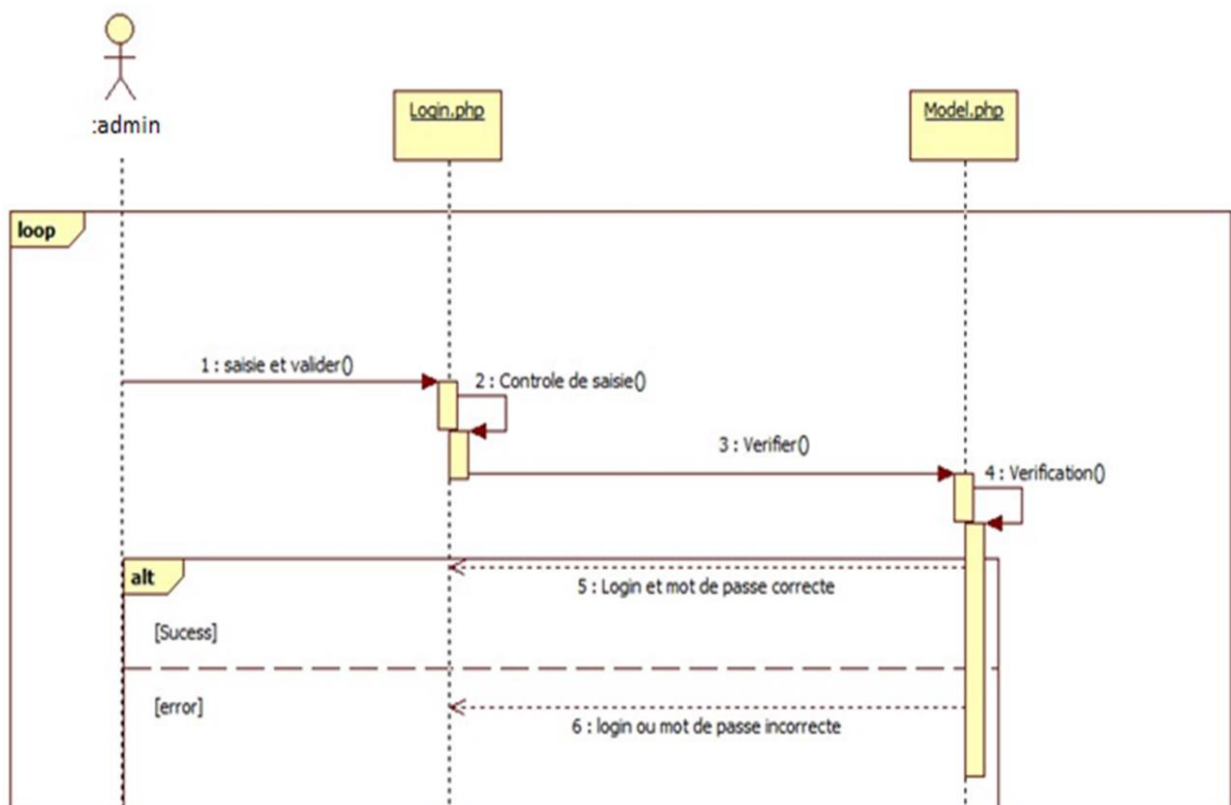 :admin
Login.php
Model.php
loop
1 : saisie et valider()
2 : Controle de saisie()
3 : Verifier()
4 : Verification()
alt
5 : Login et mot de passe correcte
[Sucess]
[error]
6 : login ou mot de passe incorrecte